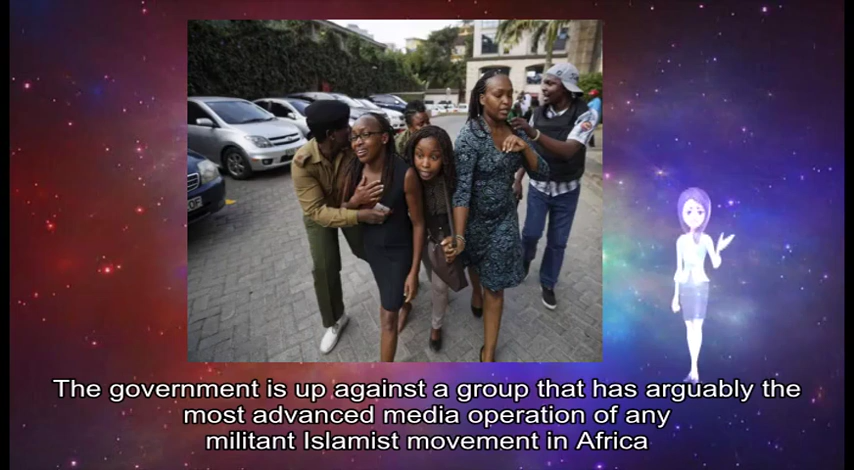 The government is up against a group that has arguably the
most advanced media operation of any
militant Islamist movement in Africa